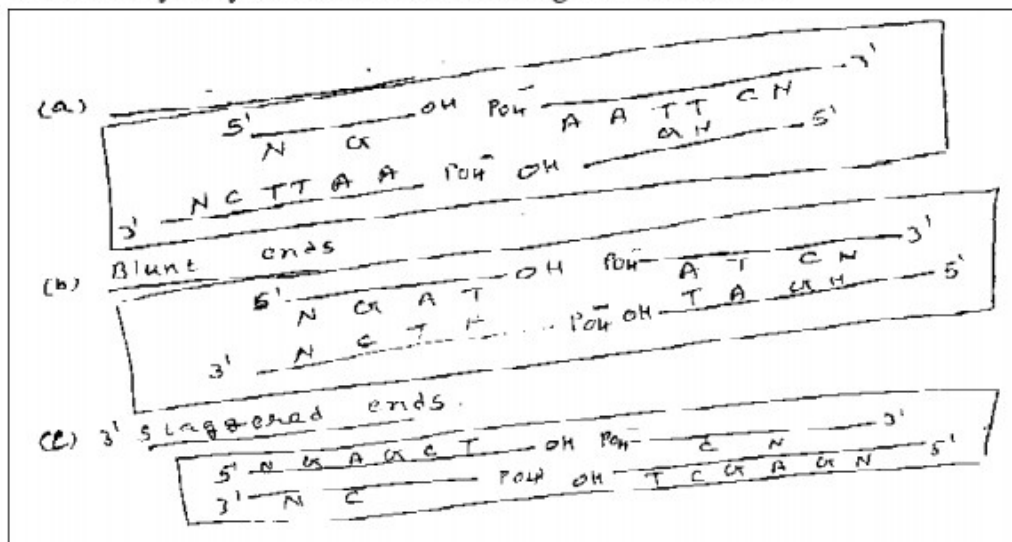 (a)
5' OH PO4⁻ 3'
N G A A T T C N
N C T T A A PO4⁻ OH G N 5'
3'
Blunt ends
(b)
5' N G A T OH PO4⁻ A T C N 3'
3' N C T PO4⁻ OH T A G N 5'
(c) 3' Staggered ends.
5' N G A G C T OH PO4⁻ C N 3'
3' N C PO4 OH T C G A G N 5'